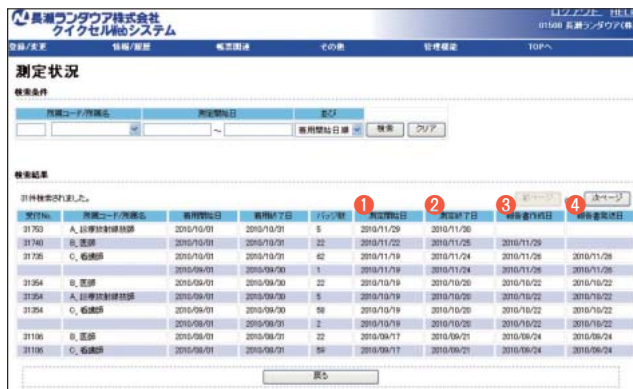 長瀬ランダウア株式会社
クイクセルWebシステム
ログアウト HELP
01500 長瀬ランダウア(株
登録/変更 情報/履歴 帳票関連 その他 管理機能 TOPへ
測定状況
検索条件
所属コード/所属名 測定開始日 並び
～ 着用開始日順 検索 クリア
検索結果
31件検索されました。
前ページ 次ページ
① ② ③ ④
受付No. 所属コード/所属名 着用開始日 着用終了日 バッジ数 測定開始日 測定終了日 報告書作成日 報告書発送日
31753 A_診療放射線技師 2010/10/01 2010/10/31 5 2010/11/29 2010/11/30
31740 B_医師 2010/10/01 2010/10/31 22 2010/11/22 2010/11/25 2010/11/29
31735 C_看護師 2010/10/01 2010/10/31 62 2010/11/19 2010/11/24 2010/11/26 2010/11/26
2010/09/01 2010/09/30 1 2010/11/19 2010/11/24 2010/11/26 2010/11/26
31354 B_医師 2010/09/01 2010/09/30 22 2010/10/19 2010/10/20 2010/10/22 2010/10/22
31354 A_診療放射線技師 2010/09/01 2010/09/30 5 2010/10/19 2010/10/20 2010/10/22 2010/10/22
31354 C_看護師 2010/09/01 2010/09/30 58 2010/10/19 2010/10/20 2010/10/22 2010/10/22
2010/08/01 2010/08/31 2 2010/10/19 2010/10/20 2010/10/22 2010/10/22
31106 B_医師 2010/08/01 2010/08/31 22 2010/09/17 2010/09/21 2010/09/24 2010/09/24
31106 C_看護師 2010/08/01 2010/08/31 59 2010/09/17 2010/09/21 2010/09/24 2010/09/24
戻る